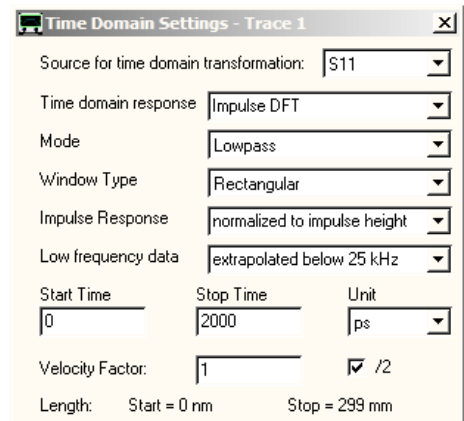 Time Domain Settings - Trace 1
Source for time domain transformation: S11
Time domain response Impulse DFT
Mode Lowpass
Window Type Rectangular
Impulse Response normalized to impulse height
Low frequency data extrapolated below 25 kHz
Start Time Stop Time Unit
0 2000 ps
Velocity Factor: 1 /2
Length: Start = 0 nm Stop = 299 mm